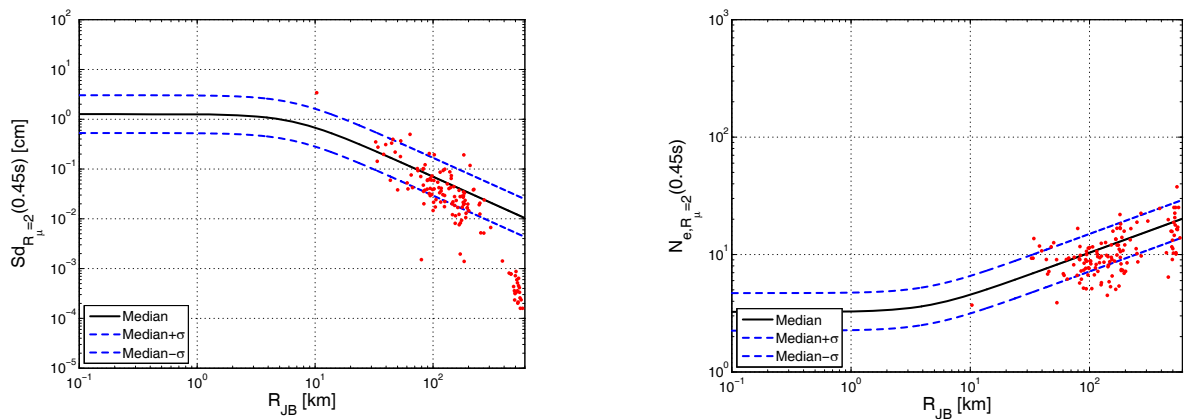 10^2
10^1
10^0
10^-1
10^-2
10^-3
10^-4
10^-5
Sd_{R_μ=2}(0.45s) [cm]
Median
Median+σ
Median−σ
10^-1
10^0
10^1
10^2
R_JB [km]
10^3
10^2
10^1
10^0
N_{e,R_μ=2}(0.45s)
Median
Median+σ
Median−σ
10^-1
10^0
10^1
10^2
R_JB [km]